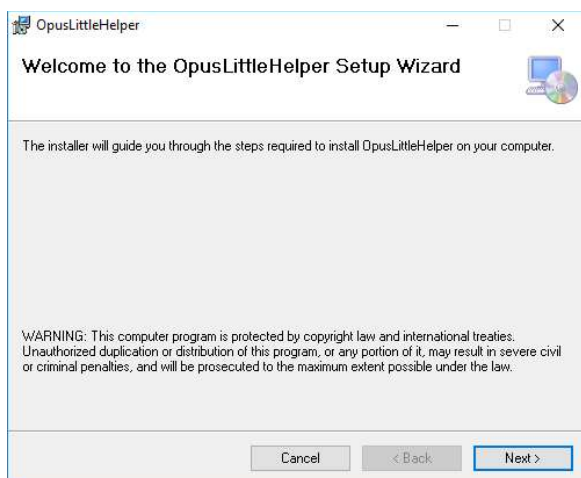 OpusLittleHelper
Welcome to the OpusLittleHelper Setup Wizard
The installer will guide you through the steps required to install OpusLittleHelper on your computer.
WARNING: This computer program is protected by copyright law and international treaties.
Unauthorized duplication or distribution of this program, or any portion of it, may result in severe civil
or criminal penalties, and will be prosecuted to the maximum extent possible under the law.
Cancel
< Back
Next >